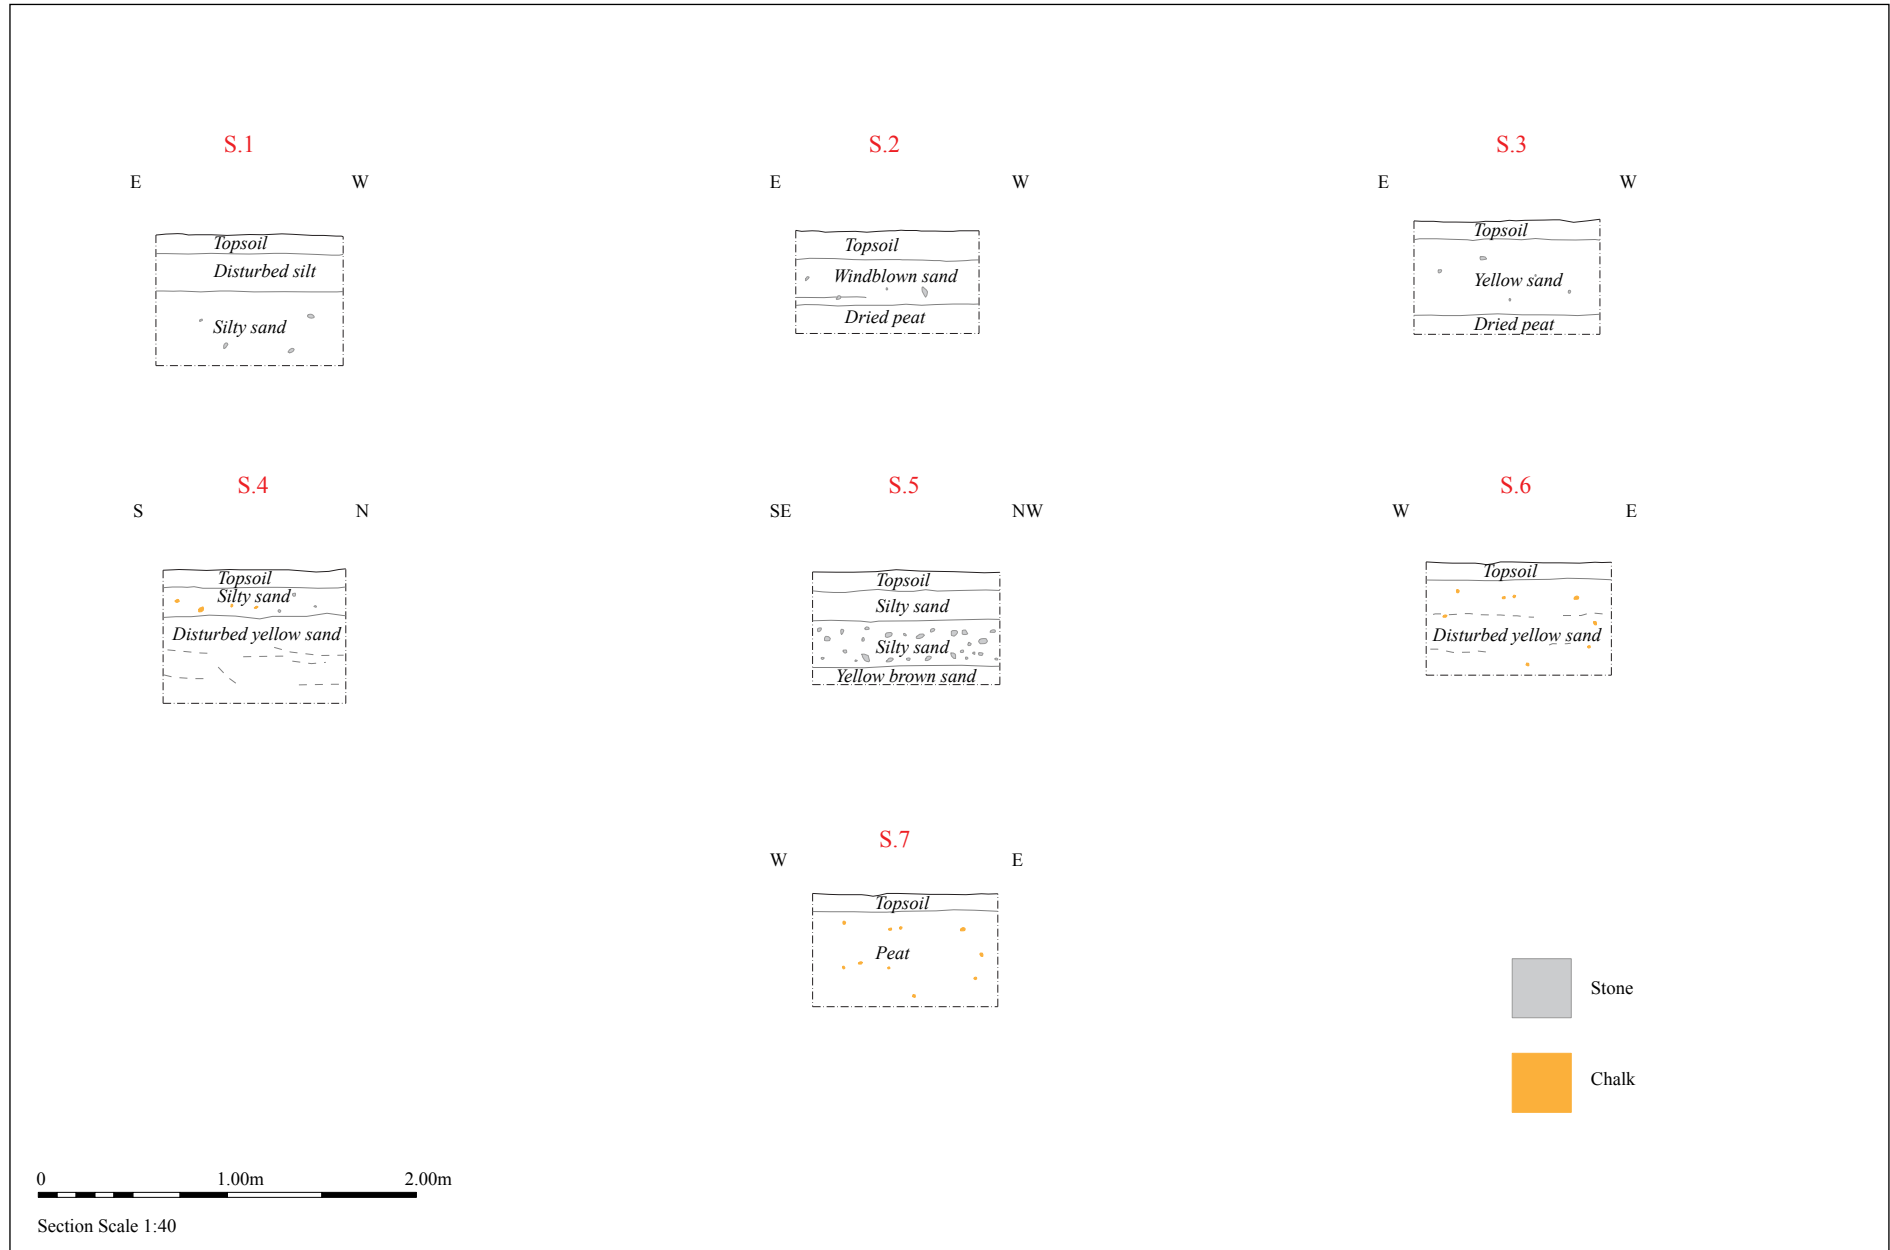 S.1
E W
Topsoil
Disturbed silt
Silty sand
S.2
E W
Topsoil
Windblown sand
Dried peat
S.3
E W
Topsoil
Yellow sand
Dried peat
S.4
S N
Topsoil
Silty sand
Disturbed yellow sand
S.5
SE NW
Topsoil
Silty sand
Silty sand
Yellow brown sand
S.6
W E
Topsoil
Disturbed yellow sand
S.7
W E
Topsoil
Peat
Stone
Chalk
0 1.00m 2.00m
Section Scale 1:40